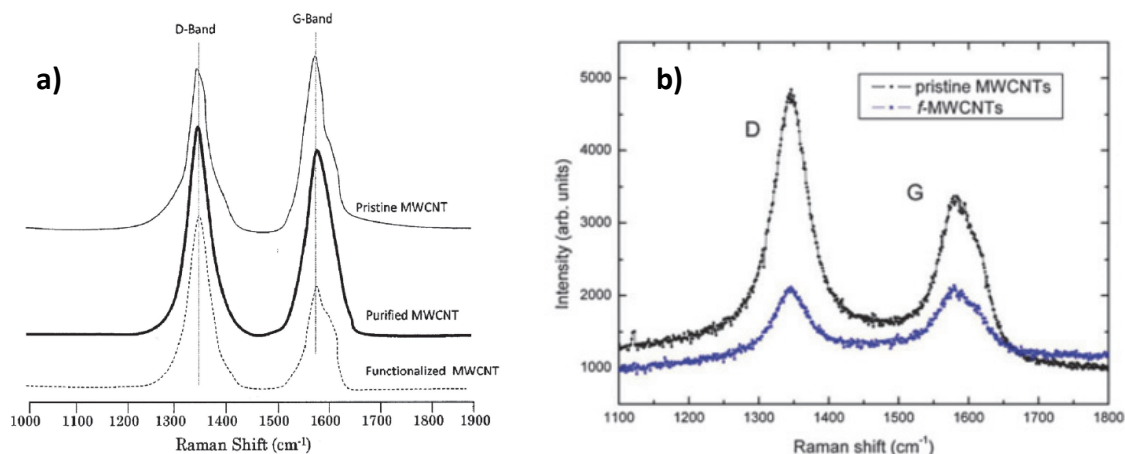 a)
D-Band
G-Band
Pristine MWCNT
Purified MWCNT
Functionalized MWCNT
1000 1100 1200 1300 1400 1500 1600 1700 1800 1900
Raman Shift (cm⁻¹)
b)
pristine MWCNTs
f-MWCNTs
D
G
5000
4000
3000
2000
1000
Intensity (arb. units)
1100 1200 1300 1400 1500 1600 1700 1800
Raman shift (cm⁻¹)